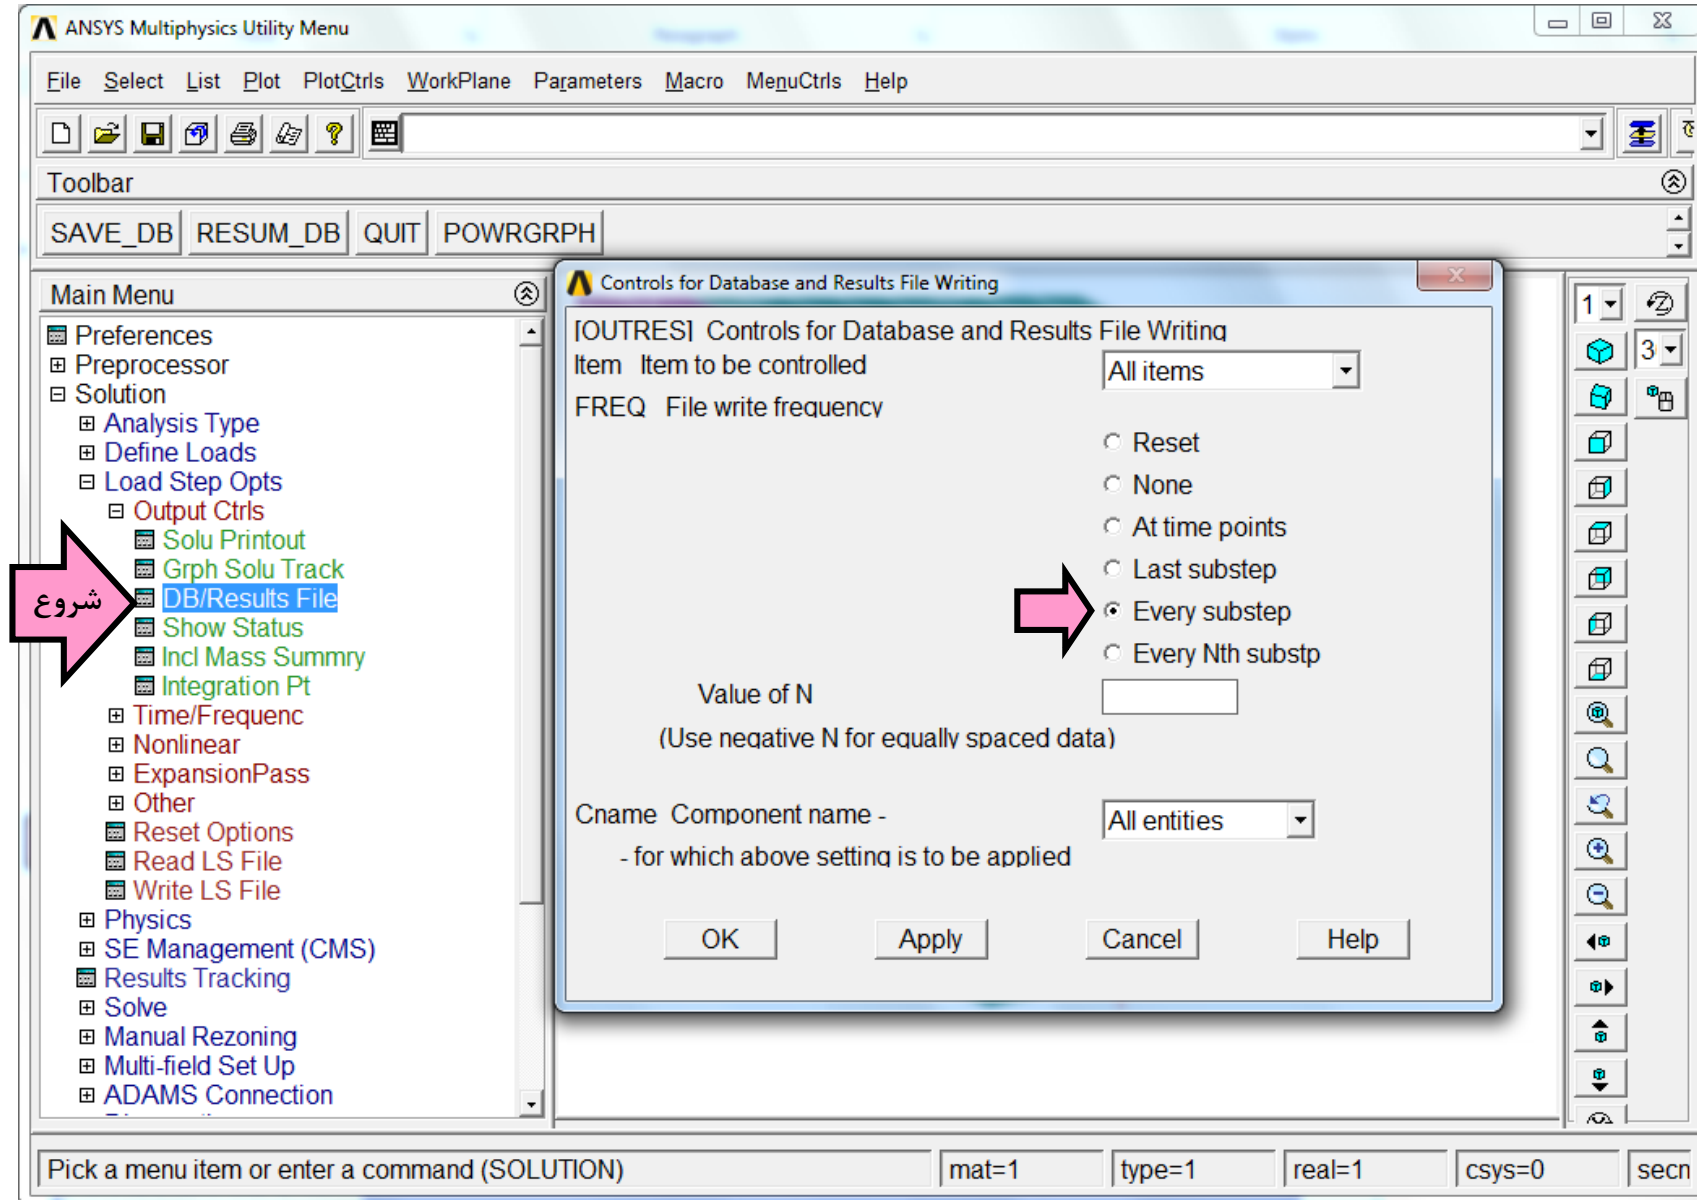 ANSYS Multiphysics Utility Menu
File Select List Plot PlotCtrls WorkPlane Parameters Macro MenuCtrls Help
Toolbar
SAVE_DB RESUM_DB QUIT POWRGRPH
Main Menu
Preferences
Preprocessor
Solution
Analysis Type
Define Loads
Load Step Opts
Output Ctrls
Solu Printout
Grph Solu Track
شروع
DB/Results File
Show Status
Incl Mass Summry
Integration Pt
Time/Frequenc
Nonlinear
ExpansionPass
Other
Reset Options
Read LS File
Write LS File
Physics
SE Management (CMS)
Results Tracking
Solve
Manual Rezoning
Multi-field Set Up
ADAMS Connection
Controls for Database and Results File Writing
[OUTRES] Controls for Database and Results File Writing
Item Item to be controlled All items
FREQ File write frequency
Reset
None
At time points
Last substep
Every substep
Every Nth substp
Value of N
(Use negative N for equally spaced data)
Cname Component name - All entities
- for which above setting is to be applied
OK Apply Cancel Help
1
3
Pick a menu item or enter a command (SOLUTION) mat=1 type=1 real=1 csys=0 secn